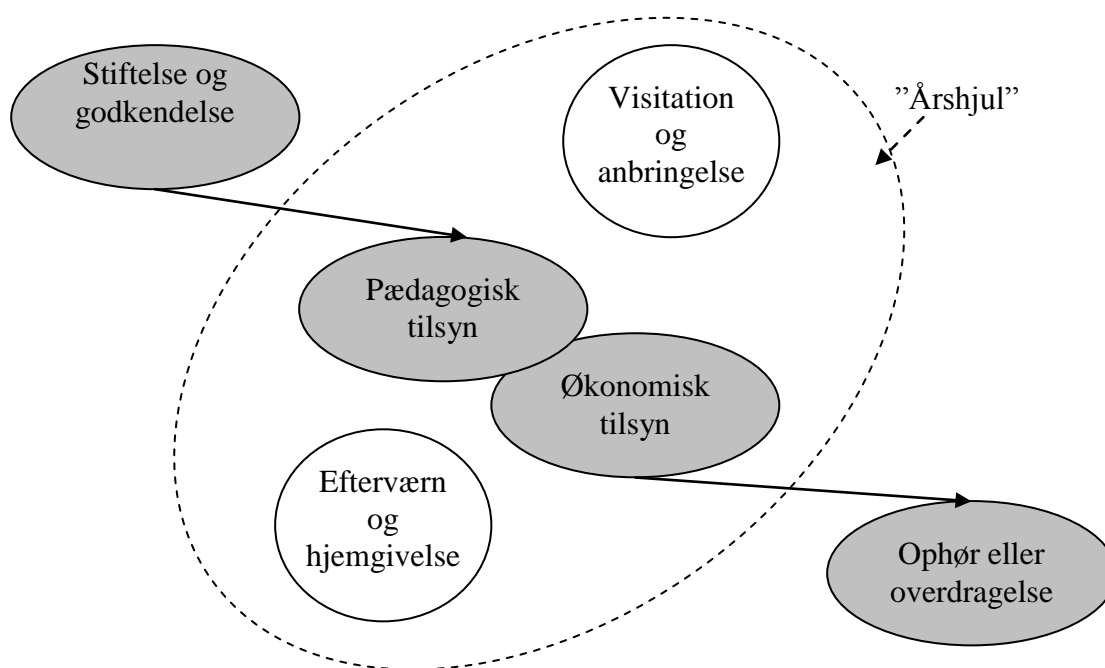 Stiftelse og
godkendelse
Visitation
og
anbringelse
”Årshjul”
Pædagogisk
tilsyn
Økonomisk
tilsyn
Efterværn
og
hjemgivelse
Ophør eller
overdragelse